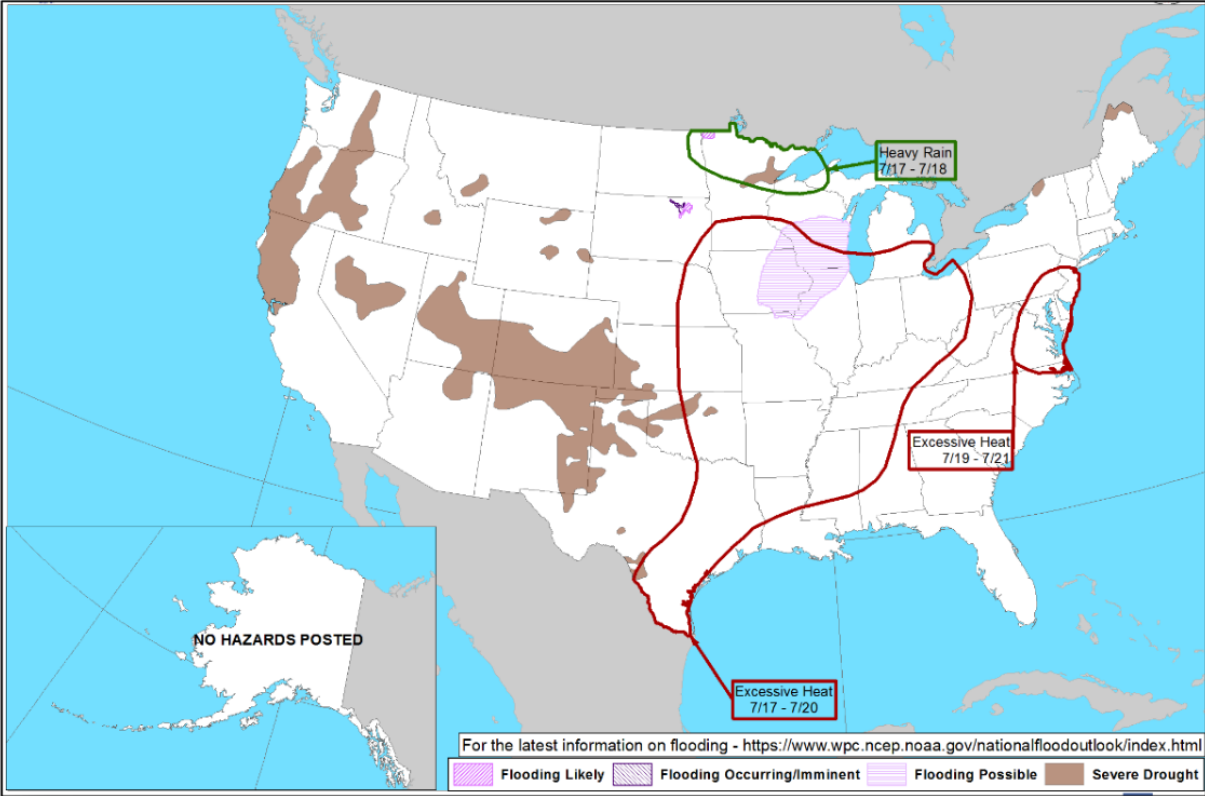 Heavy Rain
7/17 - 7/18
Excessive Heat
7/19 - 7/21
NO HAZARDS POSTED
Excessive Heat
7/17 - 7/20
For the latest information on flooding - https://www.wpc.ncep.noaa.gov/nationalfloodoutlook/index.html
Flooding Likely
Flooding Occurring/Imminent
Flooding Possible
Severe Drought